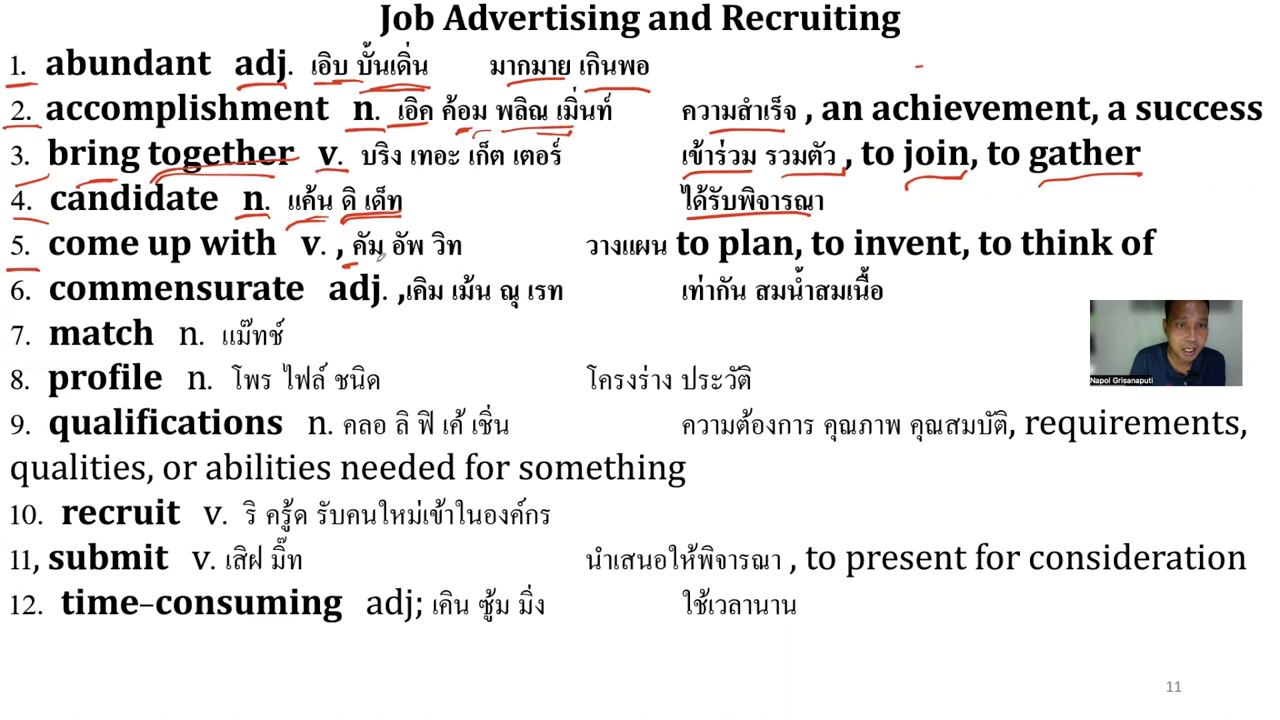 Job Advertising and Recruiting
1. abundant adj. เอิบ บั้นเดิ่น มากมาย เกินพอ
2. accomplishment n. เอิค ค้อม พลิณ เมิ่นท์ ความสำเร็จ , an achievement, a success
3. bring together v. บริง เทอะ เก็ต เตอร์ เข้าร่วม รวมตัว , to join, to gather
4. candidate n. แค้น ดิ เด็ท ได้รับพิจารณา
5. come up with v. , คัม อัพ วิท วางแผน to plan, to invent, to think of
6. commensurate adj. ,เคิม เม้น ณุ เรท เท่ากัน สมน้ำสมเนื้อ
7. match n. แม๊ทช์
8. profile n. โพร ไฟล์ ชนิด โครงร่าง ประวัติ
9. qualifications n. คลอ ลิ ฟิ เค้ เชิ่น ความต้องการ คุณภาพ คุณสมบัติ, requirements,
qualities, or abilities needed for something
10. recruit v. ริ ครู้ด รับคนใหม่เข้าในองค์กร
11, submit v. เสิฝ มิ๊ท นำเสนอให้พิจารณา , to present for consideration
12. time-consuming adj; เคิน ซู้ม มิ่ง ใช้เวลานาน
Napol Grisanaputi
11